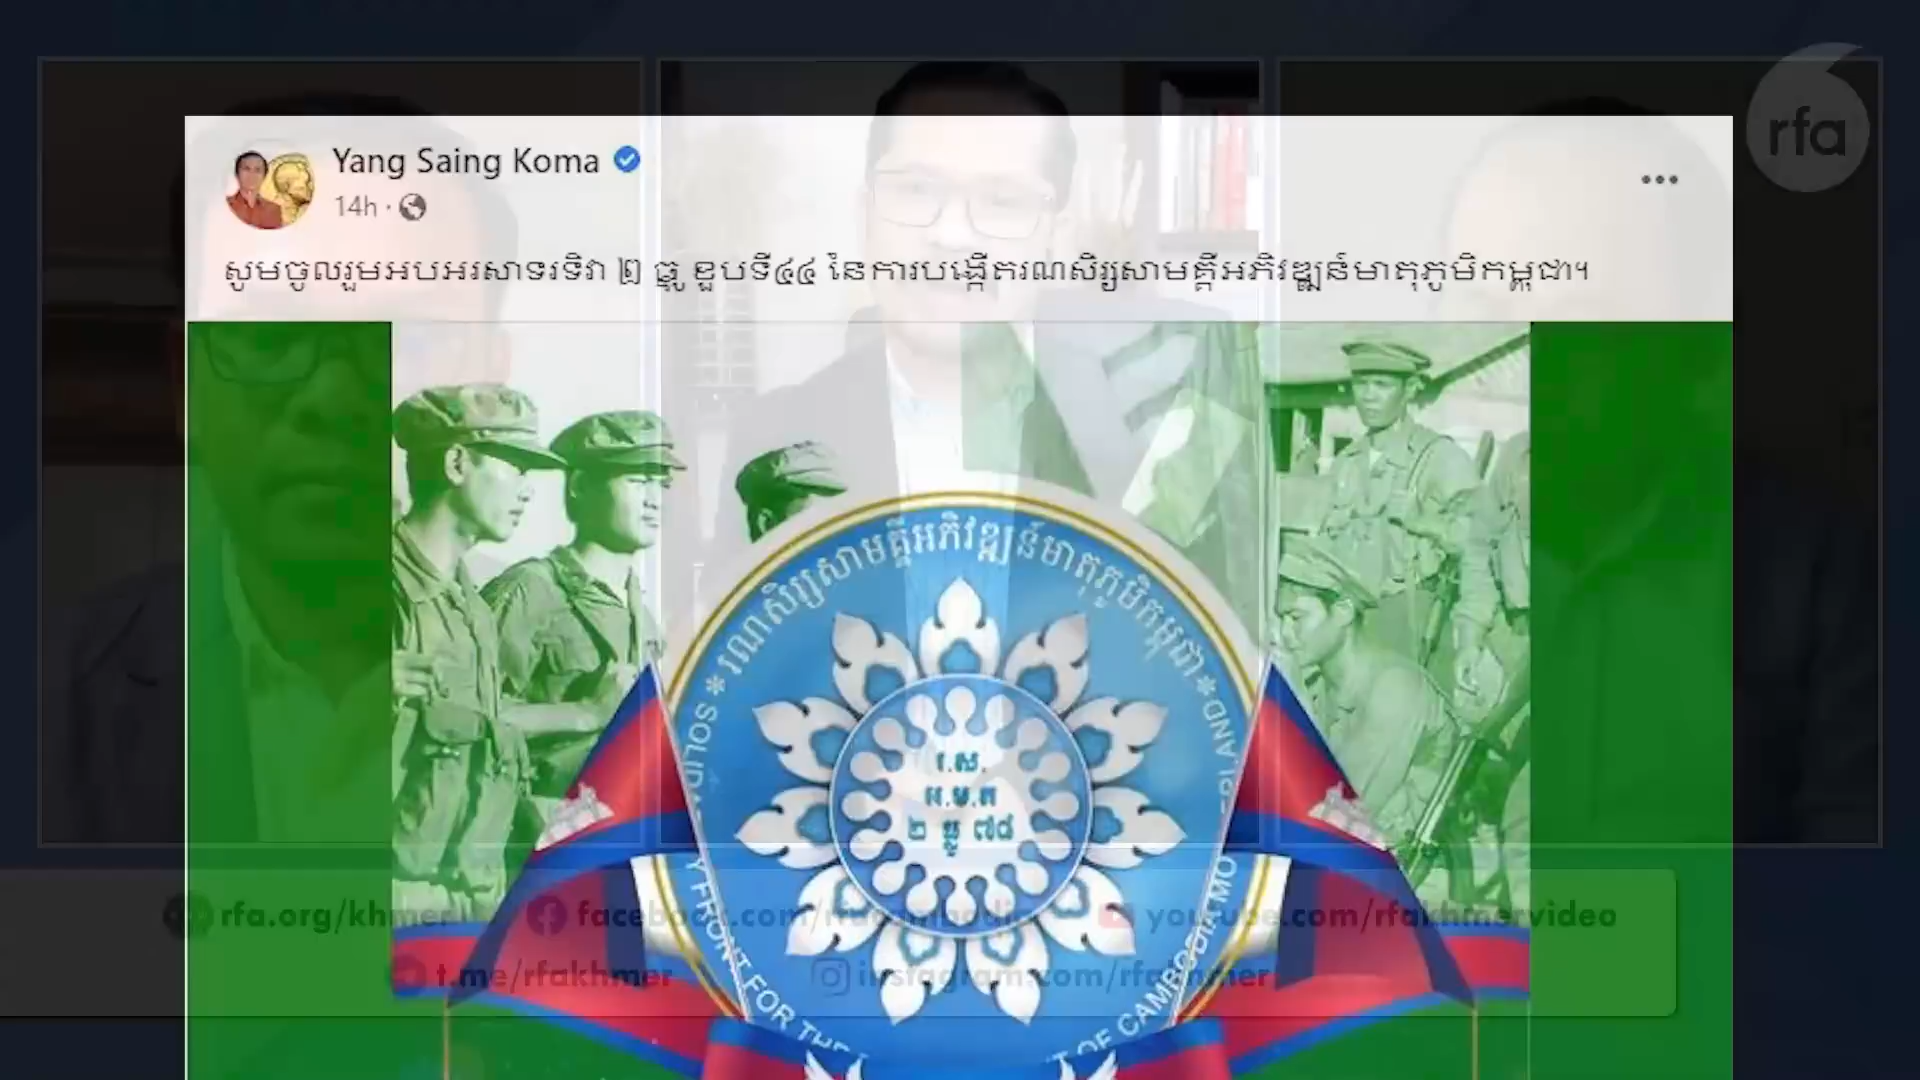 rfa
Yang Saing Koma
14h ·
សូមចូលរួមអបអរសាទរទិវា ២ ធ្នូ ខួបទី៤៤ នៃការបង្កើតរណសិរ្សសាមគ្គីអភិវឌ្ឍន៍មាតុភូមិកម្ពុជា។
* រណសិរ្សសាមគ្គីអភិវឌ្ឍន៍មាតុភូមិកម្ពុជា *
រ.ស.
អ.ម.ក
២ ធ្នូ ៧៨
rfa.org/khmer
youtube.com/rfakhmervideo
t.me/rfakhmer
instagram.com/rfakhmer